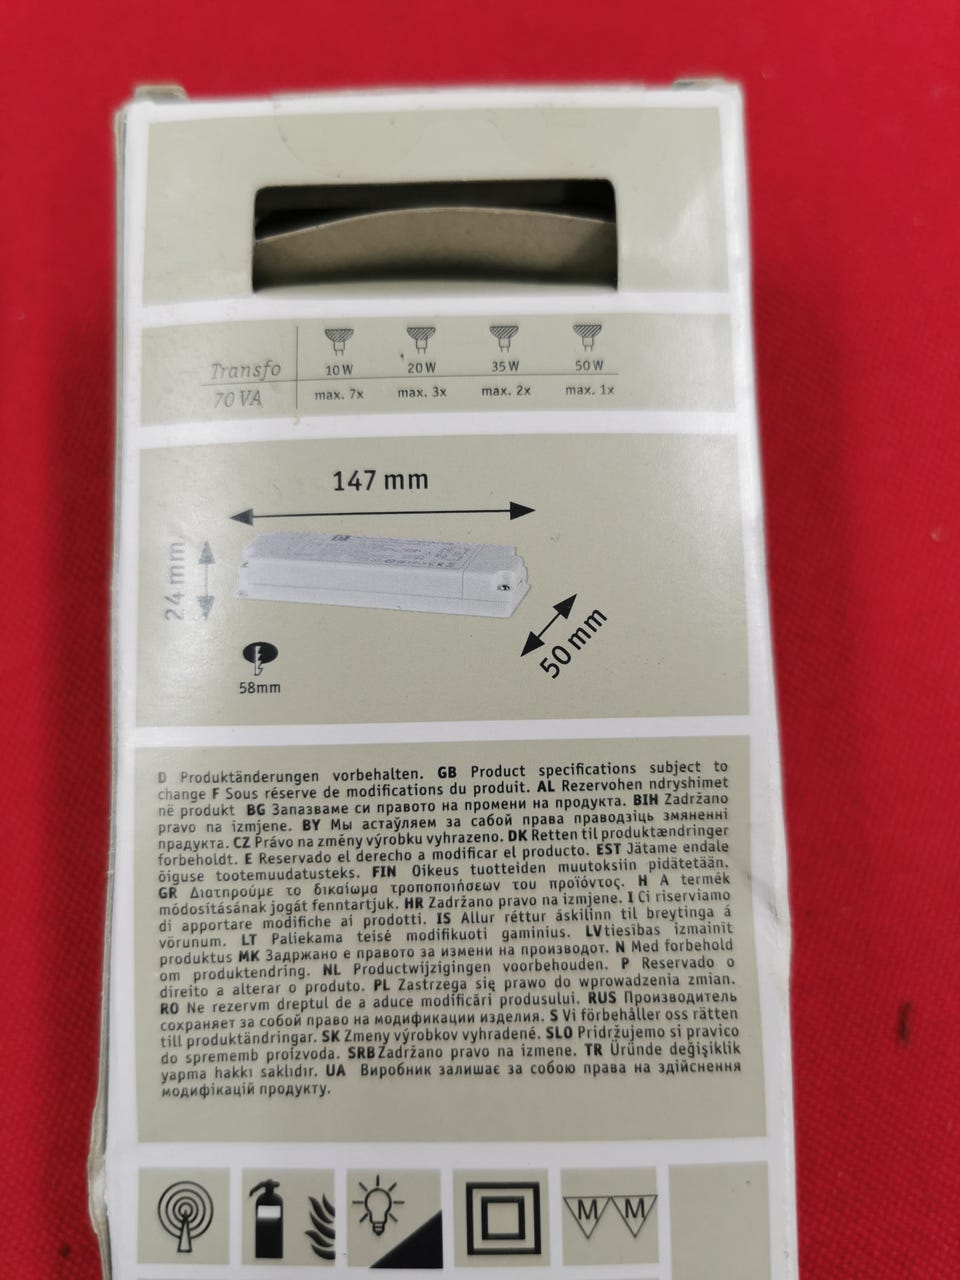 10 W 20 W 35 W 50 W
Transfo
70 VA max. 7x max. 3x max. 2x max. 1x
147 mm
24 mm
50 mm
58mm
D Produktänderungen vorbehalten. GB Product specifications subject to
change F Sous réserve de modifications du produit. AL Rezervohen ndryshimet
në produkt BG Запазваме си правото на промени на продукта. BIH Zadržano
pravo na izmjene. BY Мы астаўляем за сабой права праводзіць змяненні
прадукта. CZ Právo na změny výrobku vyhrazeno. DK Retten til produktændringer
forbeholdt. E Reservado el derecho a modificar el producto. EST Jätame endale
õiguse tootemuudatusteks. FIN Oikeus tuotteiden muutoksiin pidätetään.
GR Διατηρούμε το δικαίωμα τροποποιήσεων του προϊόντος. H A termék
módosításának jogát fenntartjuk. HR Zadržano pravo na izmjene. I Ci riserviamo
di apportare modifiche ai prodotti. IS Allur réttur áskilinn til breytinga á
vörunum. LT Paliekama teisė modifikuoti gaminius. LV tiesības izmainīt
produktus MK Задржано е правото за измени на производот. N Med forbehold
om produktendring. NL Productwijzigingen voorbehouden. P Reservado o
direito a alterar o produto. PL Zastrzega się prawo do wprowadzenia zmian.
RO Ne rezervm dreptul de a aduce modificări produsului. RUS Производитель
сохраняет за собой право на модификации изделия. S Vi förbehåller oss rätten
till produktändringar. SK Zmeny výrobkov vyhradené. SLO Pridržujemo si pravico
do sprememb proizvoda. SRB Zadržano pravo na izmene. TR Üründe değişiklik
yapma hakkı saklıdır. UA Виробник залишає за собою права на здійснення
модифікацій продукту.
M M